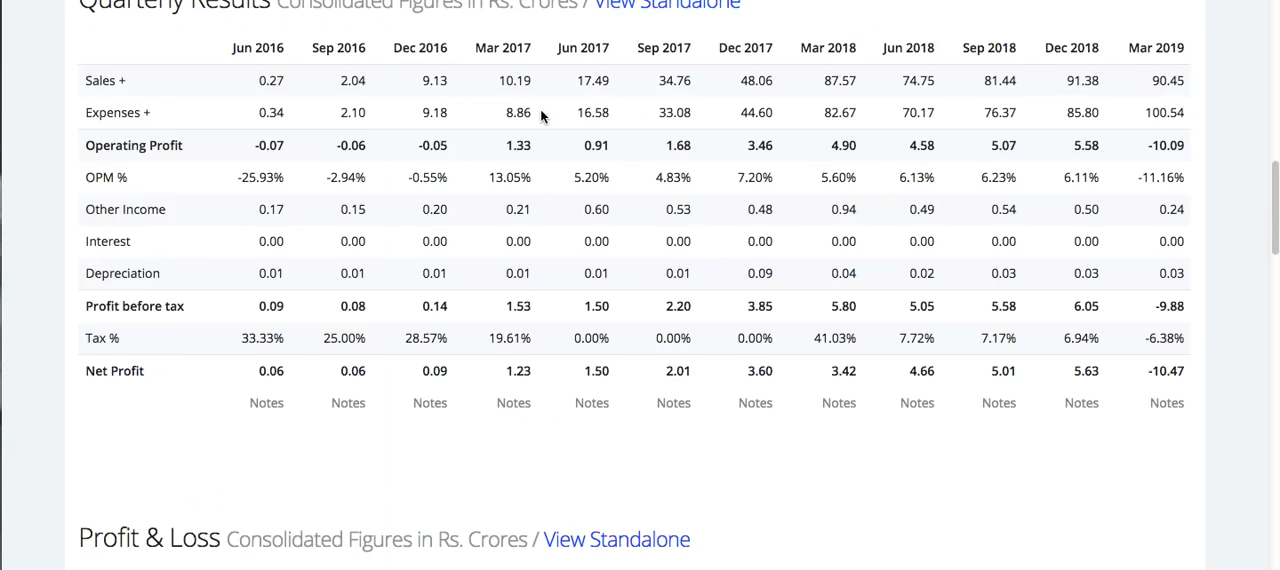 Quarterly Results Consolidated Figures in Rs. Crores / View Standalone
Jun 2016 Sep 2016 Dec 2016 Mar 2017 Jun 2017 Sep 2017 Dec 2017 Mar 2018 Jun 2018 Sep 2018 Dec 2018 Mar 2019
Sales + 0.27 2.04 9.13 10.19 17.49 34.76 48.06 87.57 74.75 81.44 91.38 90.45
Expenses + 0.34 2.10 9.18 8.86 16.58 33.08 44.60 82.67 70.17 76.37 85.80 100.54
Operating Profit -0.07 -0.06 -0.05 1.33 0.91 1.68 3.46 4.90 4.58 5.07 5.58 -10.09
OPM % -25.93% -2.94% -0.55% 13.05% 5.20% 4.83% 7.20% 5.60% 6.13% 6.23% 6.11% -11.16%
Other Income 0.17 0.15 0.20 0.21 0.60 0.53 0.48 0.94 0.49 0.54 0.50 0.24
Interest 0.00 0.00 0.00 0.00 0.00 0.00 0.00 0.00 0.00 0.00 0.00 0.00
Depreciation 0.01 0.01 0.01 0.01 0.01 0.01 0.09 0.04 0.02 0.03 0.03 0.03
Profit before tax 0.09 0.08 0.14 1.53 1.50 2.20 3.85 5.80 5.05 5.58 6.05 -9.88
Tax % 33.33% 25.00% 28.57% 19.61% 0.00% 0.00% 0.00% 41.03% 7.72% 7.17% 6.94% -6.38%
Net Profit 0.06 0.06 0.09 1.23 1.50 2.01 3.60 3.42 4.66 5.01 5.63 -10.47
Notes Notes Notes Notes Notes Notes Notes Notes Notes Notes Notes Notes
Profit & Loss Consolidated Figures in Rs. Crores / View Standalone